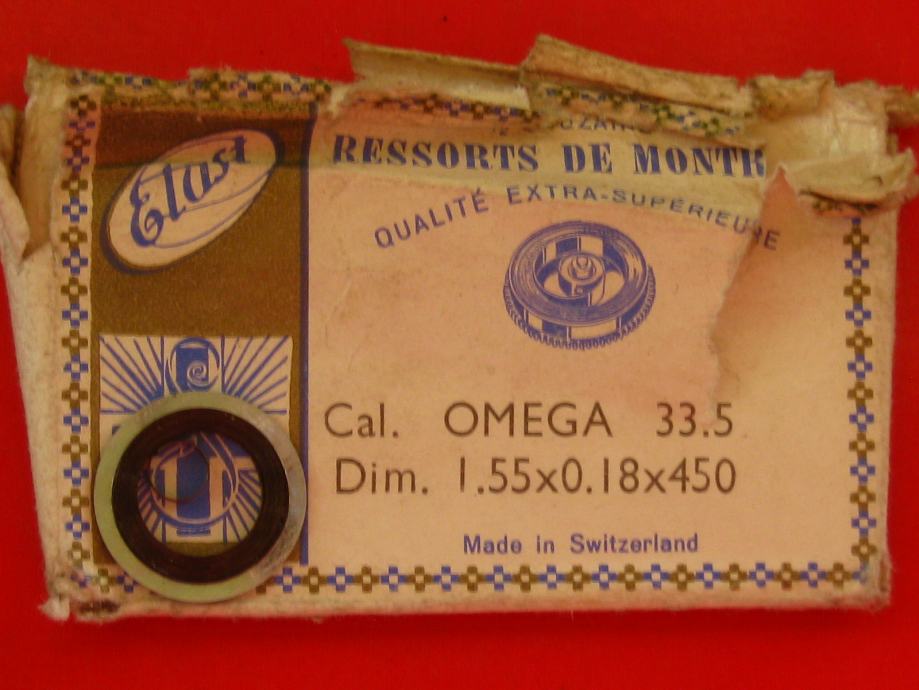 Elast
RESSORTS DE MONTR
QUALITÉ EXTRA-SUPÉRIEURE
Cal. OMEGA 33.5
Dim. 1.55x0.18x450
Made in Switzerland